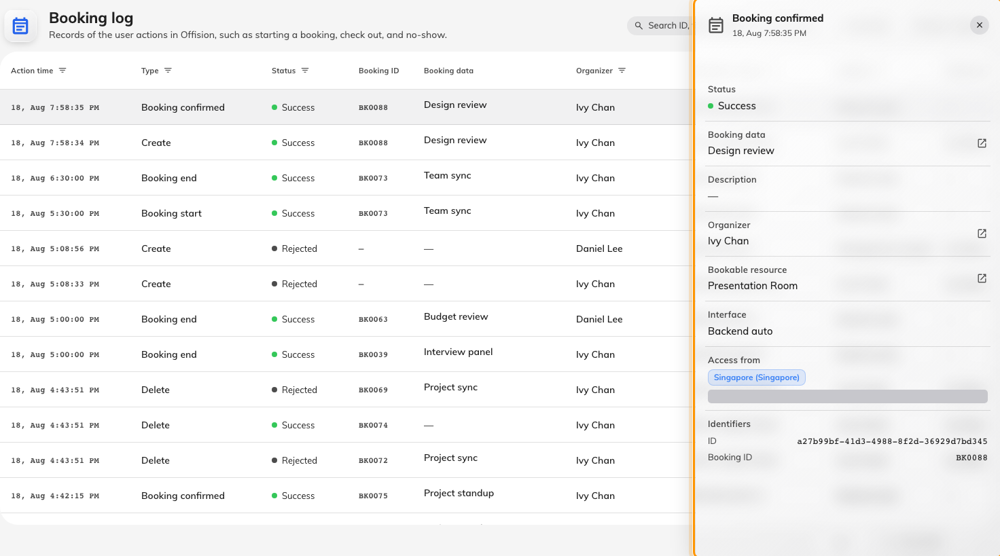 Booking log
Records of the user actions in Offision, such as starting a booking, check out, and no-show.
Search ID,
Action time Type Status Booking ID Booking data Organizer
18, Aug 7:58:35 PM Booking confirmed Success BK0088 Design review Ivy Chan
18, Aug 7:58:34 PM Create Success BK0088 Design review Ivy Chan
18, Aug 6:30:00 PM Booking end Success BK0073 Team sync Ivy Chan
18, Aug 5:30:00 PM Booking start Success BK0073 Team sync Ivy Chan
18, Aug 5:08:56 PM Create Rejected – — Daniel Lee
18, Aug 5:08:33 PM Create Rejected – — Ivy Chan
18, Aug 5:00:00 PM Booking end Success BK0063 Budget review Daniel Lee
18, Aug 5:00:00 PM Booking end Success BK0039 Interview panel Ivy Chan
18, Aug 4:43:51 PM Delete Rejected BK0069 Project sync Ivy Chan
18, Aug 4:43:51 PM Delete Success BK0074 — Ivy Chan
18, Aug 4:43:51 PM Delete Rejected BK0072 Project sync Ivy Chan
18, Aug 4:42:15 PM Booking confirmed Success BK0075 Project standup Ivy Chan
Booking confirmed
18, Aug 7:58:35 PM
Status
Success
Booking data
Design review
Description
—
Organizer
Ivy Chan
Bookable resource
Presentation Room
Interface
Backend auto
Access from
Singapore (Singapore)
Identifiers
ID a27b99bf-41d3-4988-8f2d-36929d7bd345
Booking ID BK0088